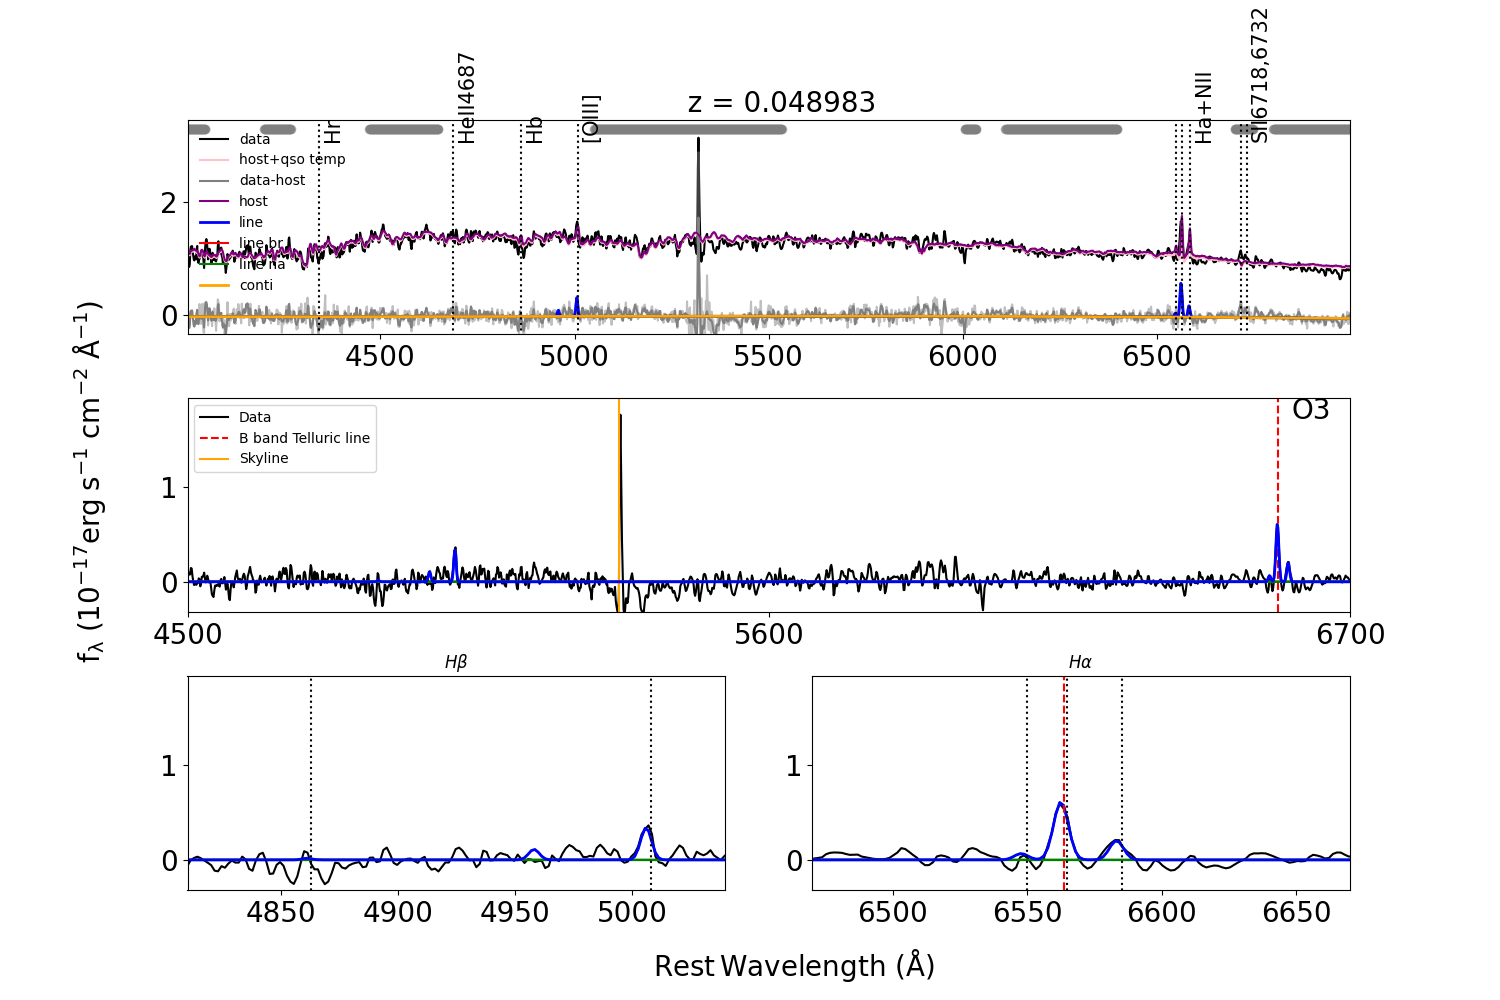 z = 0.048983
Hr
HeII4687
Hb
[OIII]
Ha+NII
SII6718,6732
data
host+qso temp
data-host
host
line
line br
line na
conti
2
0
4500
5000
5500
6000
6500
f_λ (10^−17 erg s^−1 cm^−2 Å^−1)
Data
B band Telluric line
Skyline
O3
1
0
4500
5600
6700
Hβ
1
0
4850
4900
4950
5000
Hα
1
0
6500
6550
6600
6650
Rest Wavelength (Å)